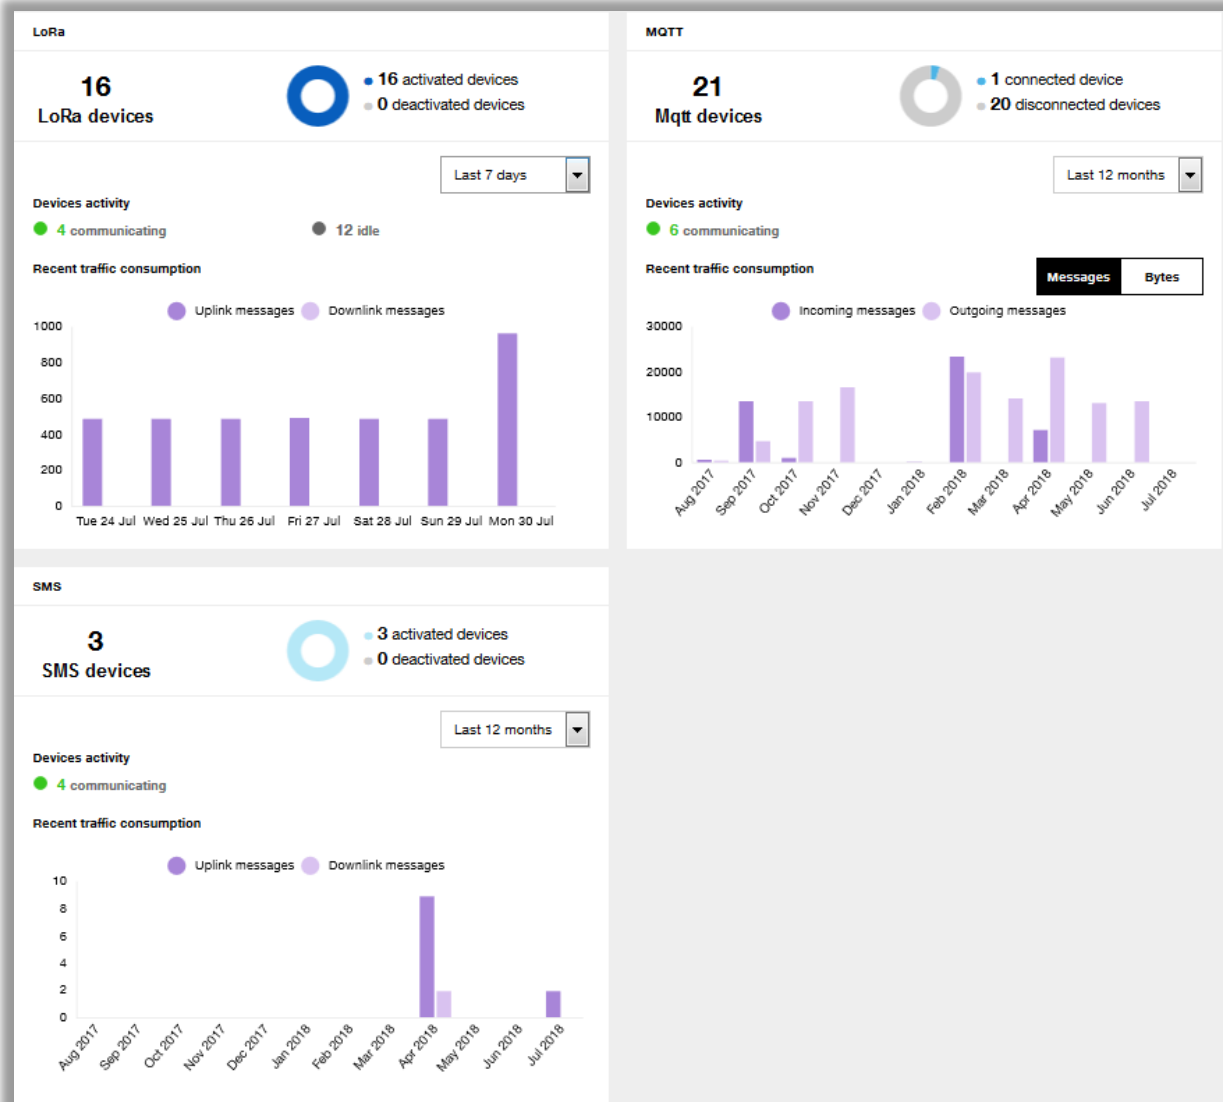 LoRa
16
LoRa devices
16 activated devices
0 deactivated devices
Last 7 days
Devices activity
4 communicating
12 idle
Recent traffic consumption
Uplink messages Downlink messages
1000
800
600
400
200
0
Tue 24 Jul Wed 25 Jul Thu 26 Jul Fri 27 Jul Sat 28 Jul Sun 29 Jul Mon 30 Jul
MQTT
21
Mqtt devices
1 connected device
20 disconnected devices
Last 12 months
Devices activity
6 communicating
Recent traffic consumption
Messages Bytes
Incoming messages Outgoing messages
30000
20000
10000
0
Aug 2017 Sep 2017 Oct 2017 Nov 2017 Dec 2017 Jan 2018 Feb 2018 Mar 2018 Apr 2018 May 2018 Jun 2018 Jul 2018
SMS
3
SMS devices
3 activated devices
0 deactivated devices
Last 12 months
Devices activity
4 communicating
Recent traffic consumption
Uplink messages Downlink messages
10
8
6
4
2
0
Aug 2017 Sep 2017 Oct 2017 Nov 2017 Dec 2017 Jan 2018 Feb 2018 Mar 2018 Apr 2018 May 2018 Jun 2018 Jul 2018